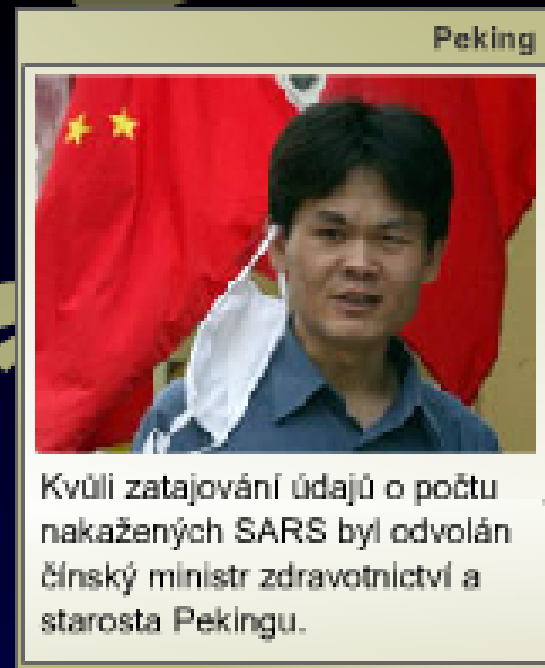 Peking
Kvůli zatajování údajů o počtu
nakažených SARS byl odvolán
čínský ministr zdravotnictví a
starosta Pekingu.